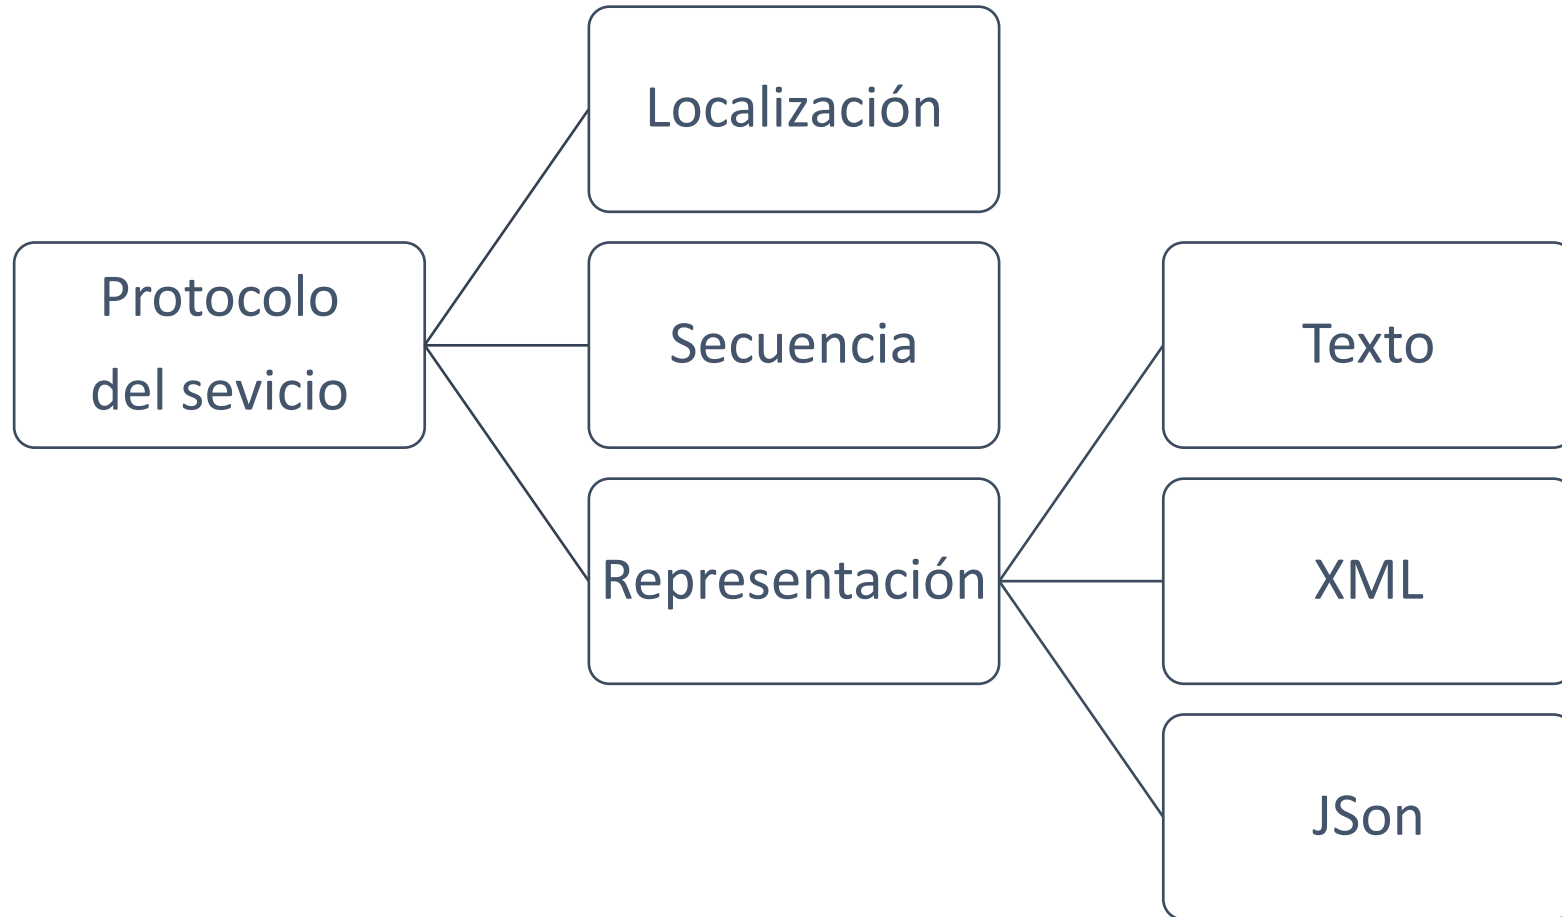 Localización
Protocolo
del sevicio
Secuencia
Texto
Representación
XML
JSon